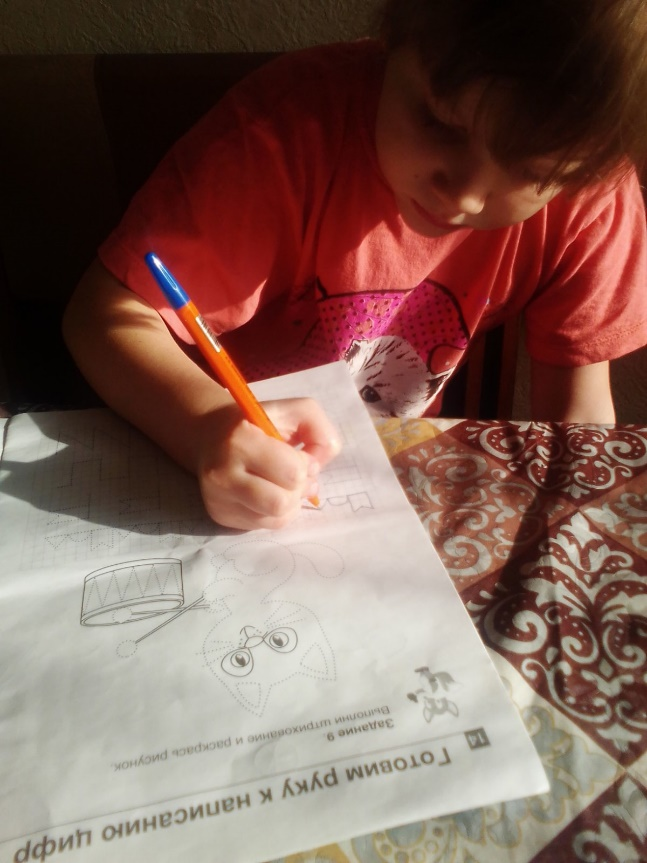 14
Готовим руку к написанию цифр
Задание 9.
Выполни штрихование и раскрась рисунок.